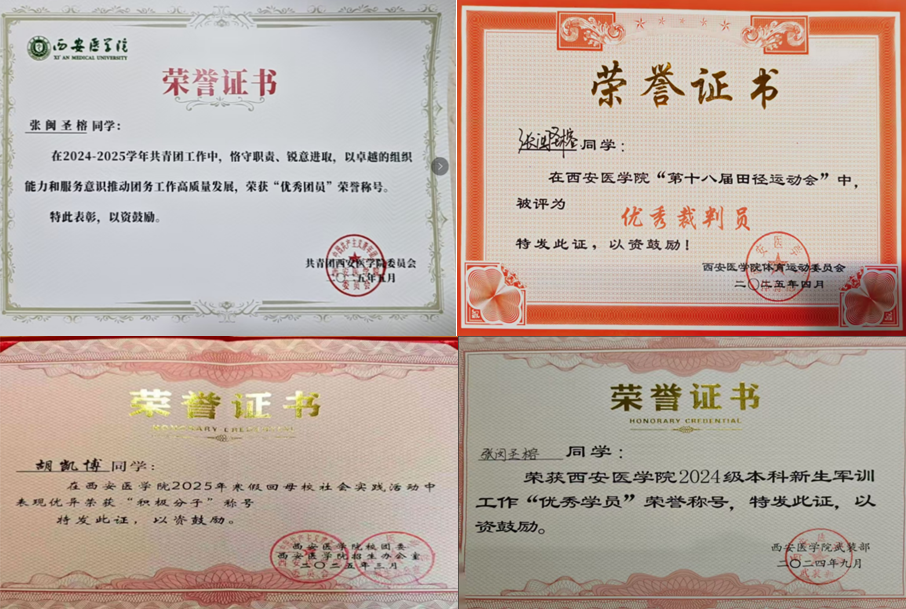 西安医学院
XI'AN MEDICAL UNIVERSITY
荣誉证书
张闽圣榕 同学：
在2024-2025学年共青团工作中，恪守职责、锐意进取，以卓越的组织
能力和服务意识推动团务工作高质量发展，荣获“优秀团员”荣誉称号。
特此表彰，以资鼓励。
共青团西安医学院委员会
二〇二五年五月
荣誉证书
张闽圣榕 同学：
在西安医学院“第十八届田径运动会”中，
被评为
优秀裁判员
特发此证，以资鼓励！
西安医学院体育运动委员会
二〇二五年四月
荣誉证书
HONORARY CREDENTIAL
胡凯博 同学：
在西安医学院2025年寒假回母校社会实践活动中
表现优异荣获“积极分子”称号
特发此证，以资鼓励。
西安医学院校团委
西安医学院招生办公室
二〇二五年三月
荣誉证书
HONORARY CREDENTIAL
张闵圣榕 同学：
荣获西安医学院2024级本科新生军训
工作“优秀学员”荣誉称号，特发此证，以
资鼓励。
西安医学院武装部
二〇二四年九月